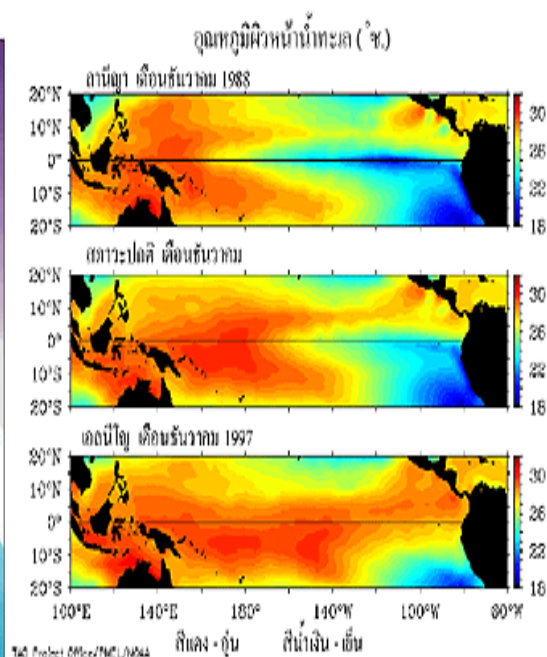 อุณหภูมิผิวหน้าน้ำทะเล ( °ซ.)
ลานีญา เดือนธันวาคม 1988
20°N
10°N
0°
10°S
20°S
30
26
22
18
สภาวะปกติ เดือนธันวาคม
20°N
10°N
0°
10°S
20°S
30
26
22
18
เอลนีโญ เดือนธันวาคม 1997
20°N
10°N
0°
10°S
20°S
30
26
22
18
100°E 140°E 180° 140°W 100°W 80°W
สีแดง - อุ่น สีน้ำเงิน - เย็น
TAO Project Office/PMEL/NOAA